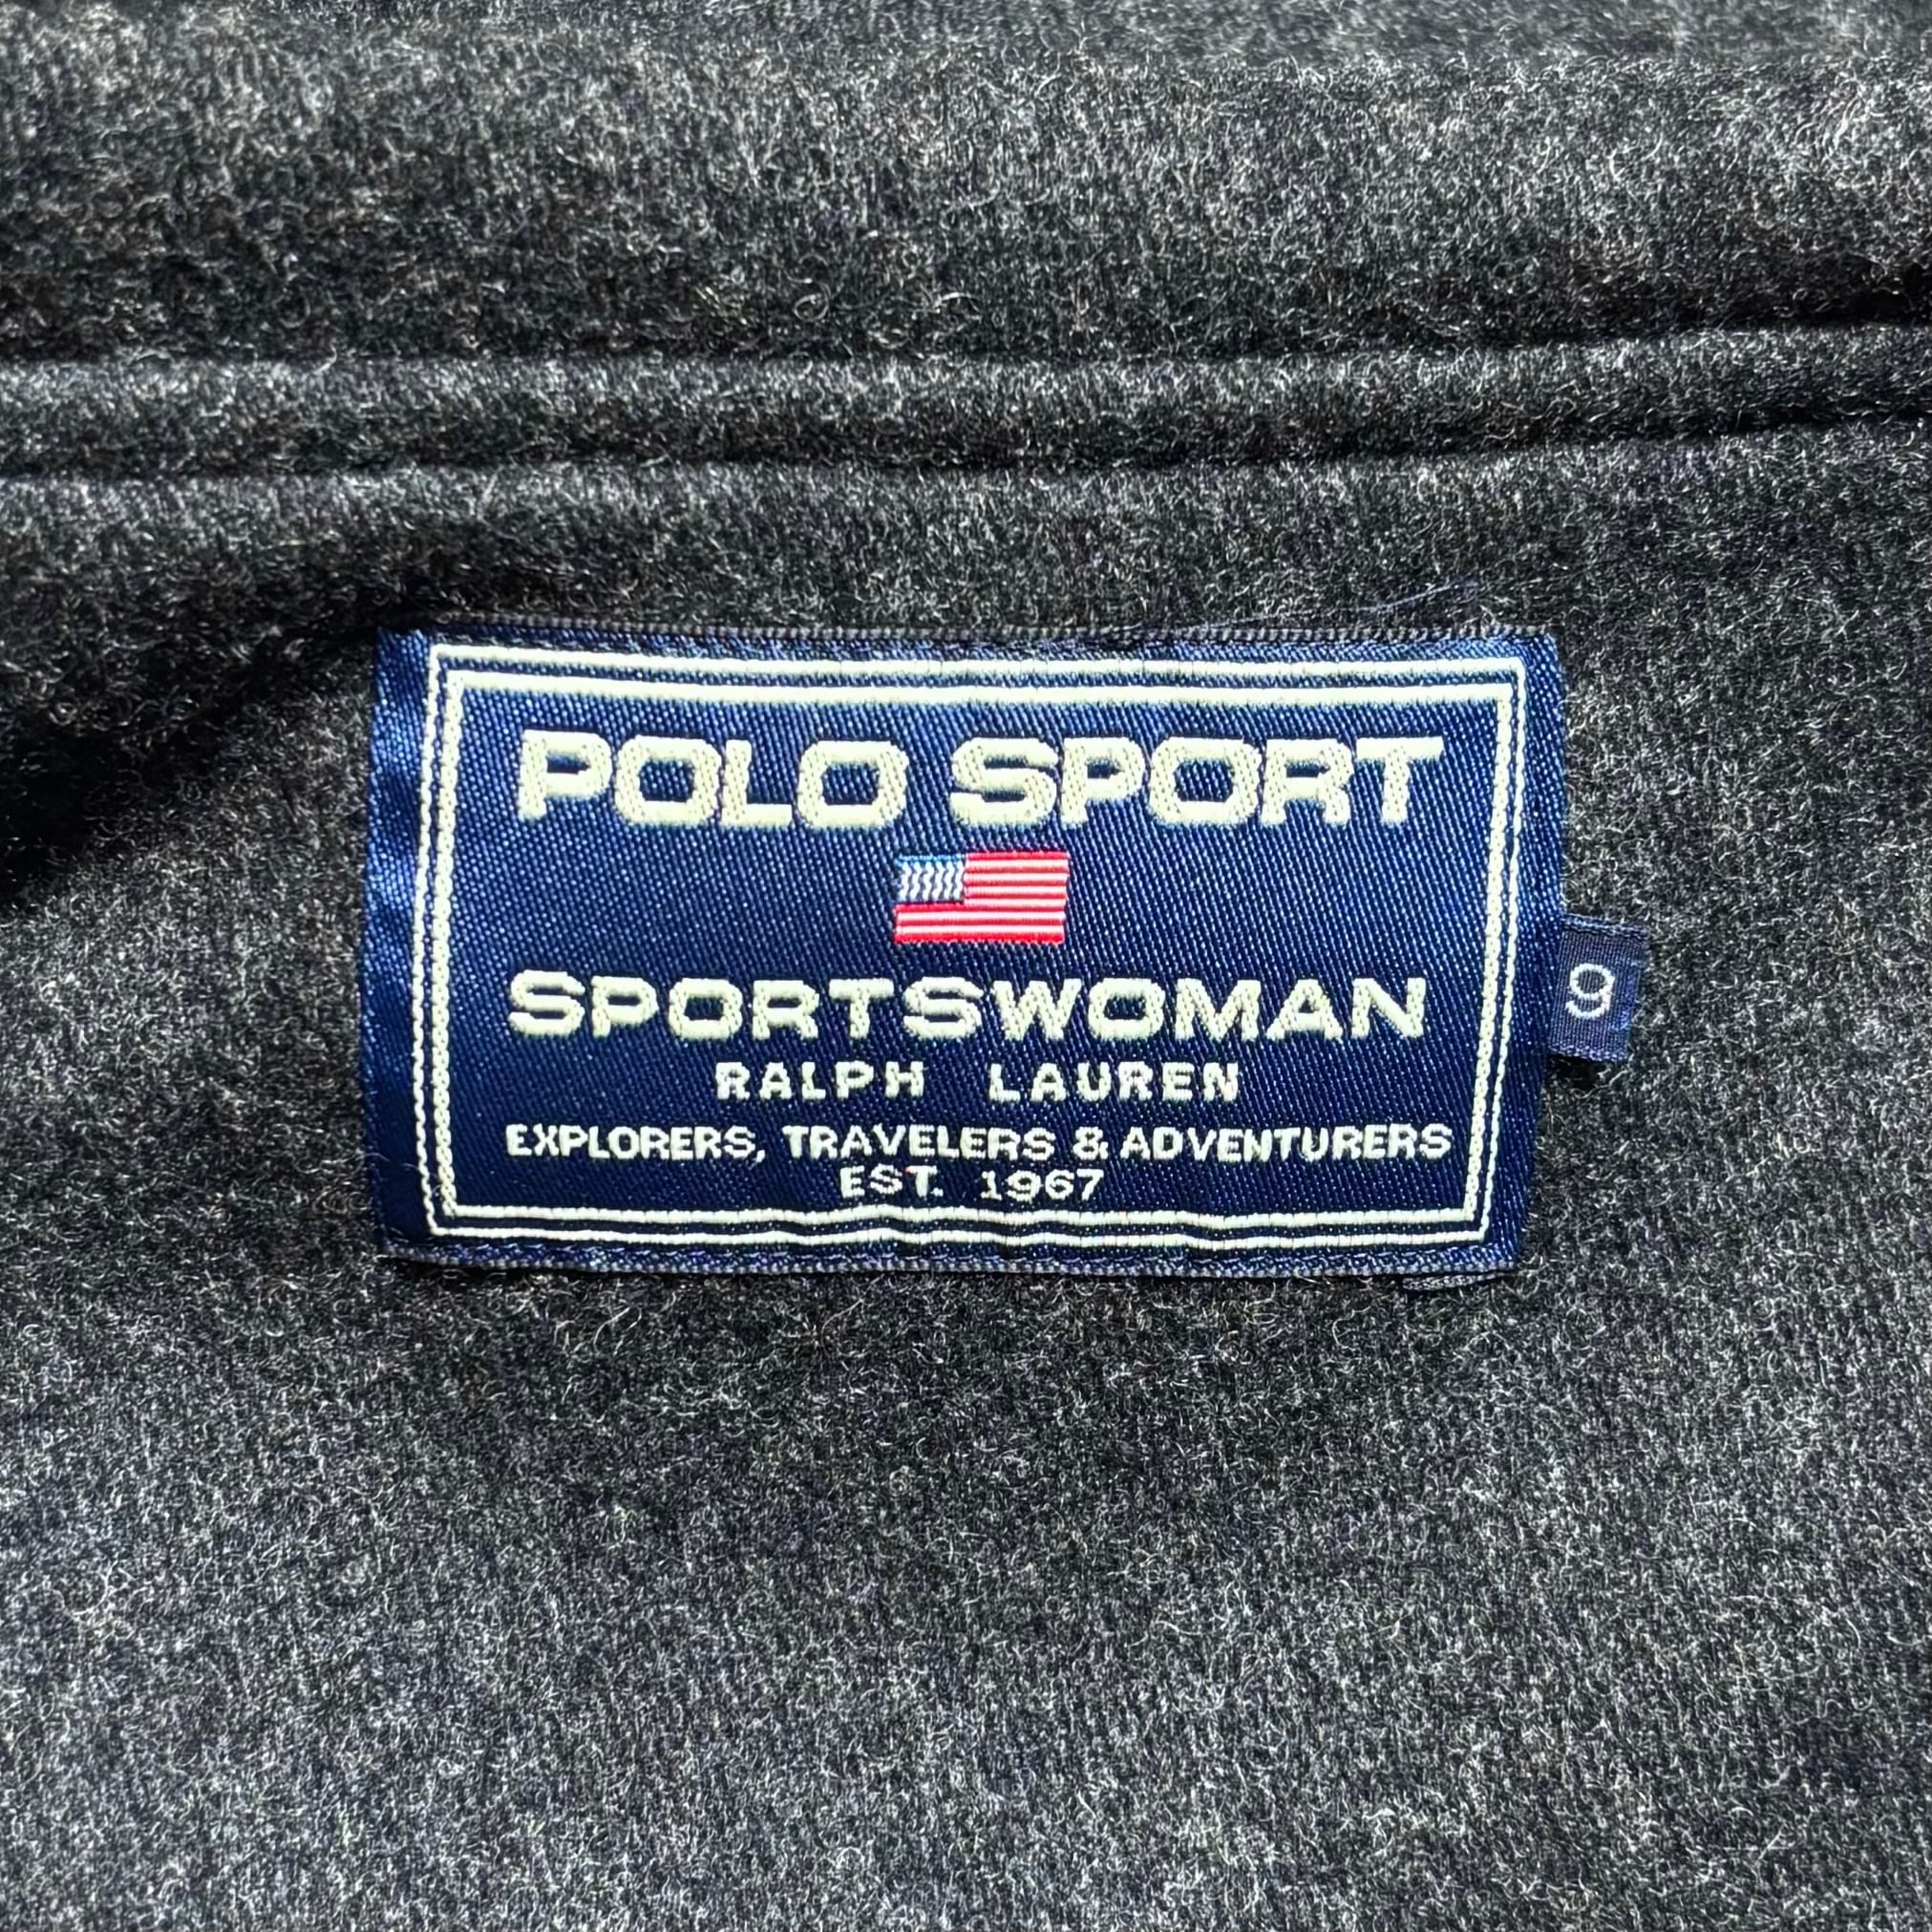 POLO SPORT
SPORTSWOMAN
RALPH LAUREN
EXPLORERS, TRAVELERS & ADVENTURERS
EST. 1967
9